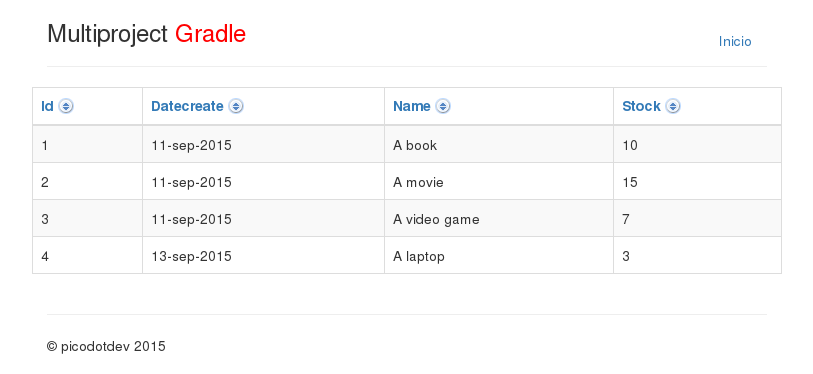 Multiproject Gradle
Inicio
Id Datecreate Name Stock
1 11-sep-2015 A book 10
2 11-sep-2015 A movie 15
3 11-sep-2015 A video game 7
4 13-sep-2015 A laptop 3
© picodotdev 2015